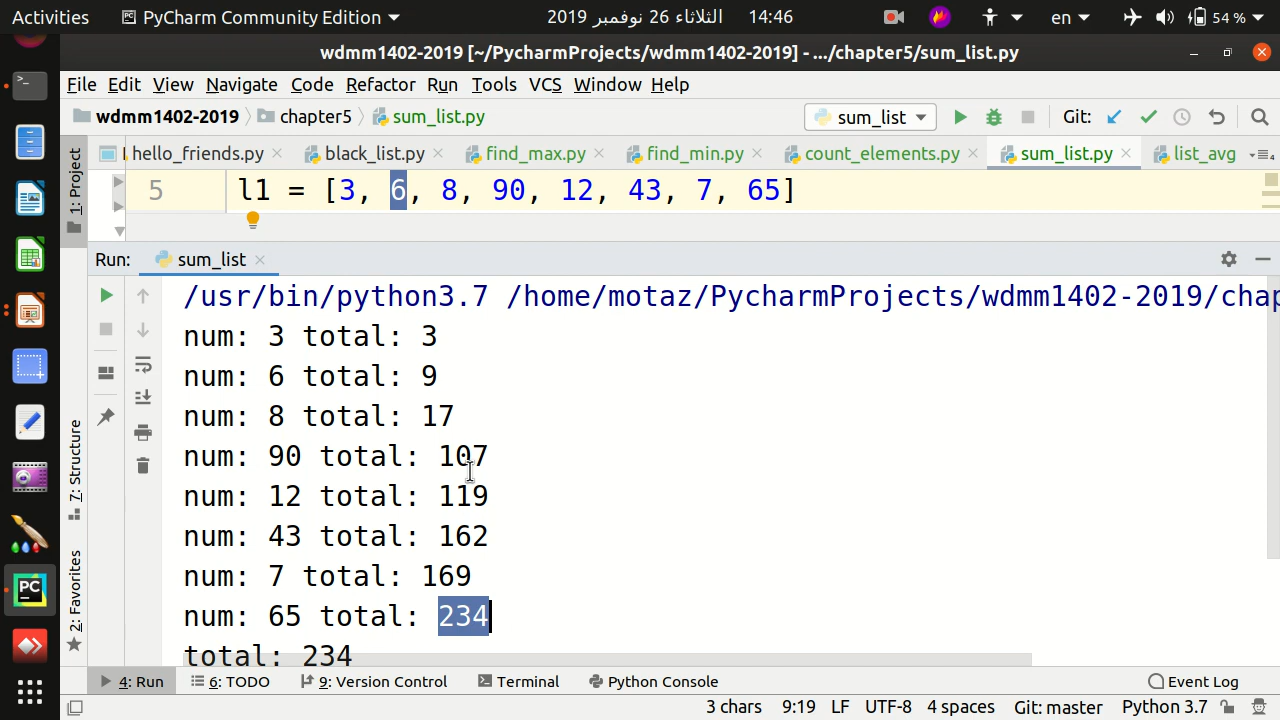 Activities PyCharm Community Edition الثلاثاء 26 نوفمبر 2019 14:46 en 54 %
wdmm1402-2019 [~/PycharmProjects/wdmm1402-2019] - .../chapter5/sum_list.py
File Edit View Navigate Code Refactor Run Tools VCS Window Help
wdmm1402-2019 chapter5 sum_list.py sum_list Git:
hello_friends.py black_list.py find_max.py find_min.py count_elements.py sum_list.py list_avg
1: Project
5 l1 = [3, 6, 8, 90, 12, 43, 7, 65]
Run: sum_list
/usr/bin/python3.7 /home/motaz/PycharmProjects/wdmm1402-2019/chap
num: 3 total: 3
num: 6 total: 9
num: 8 total: 17
num: 90 total: 107
num: 12 total: 119
num: 43 total: 162
num: 7 total: 169
num: 65 total: 234
total: 234
7: Structure
2: Favorites
PC
4: Run 6: TODO 9: Version Control Terminal Python Console Event Log
3 chars 9:19 LF UTF-8 4 spaces Git: master Python 3.7